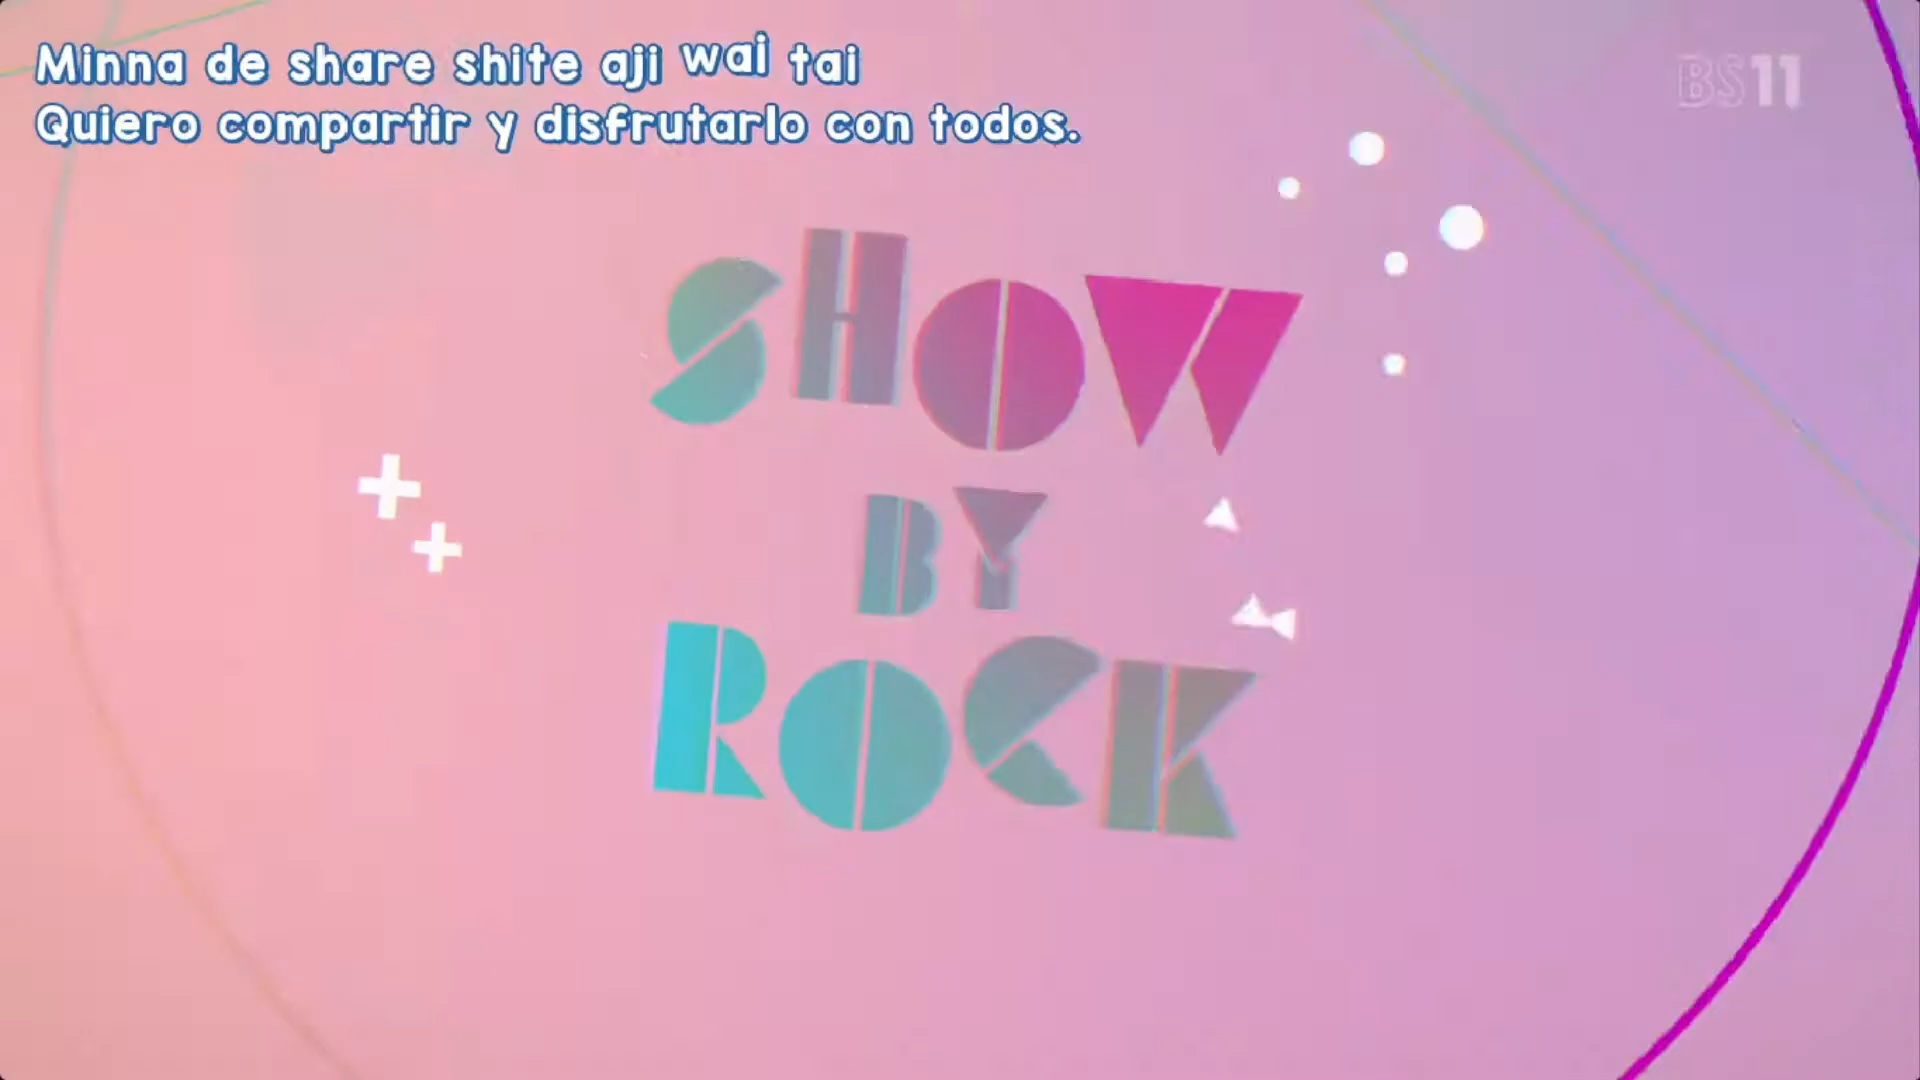 Minna de share shite aji wai tai
Quiero compartir y disfrutarlo con todos.
BS11
SHOW
BY
ROCK